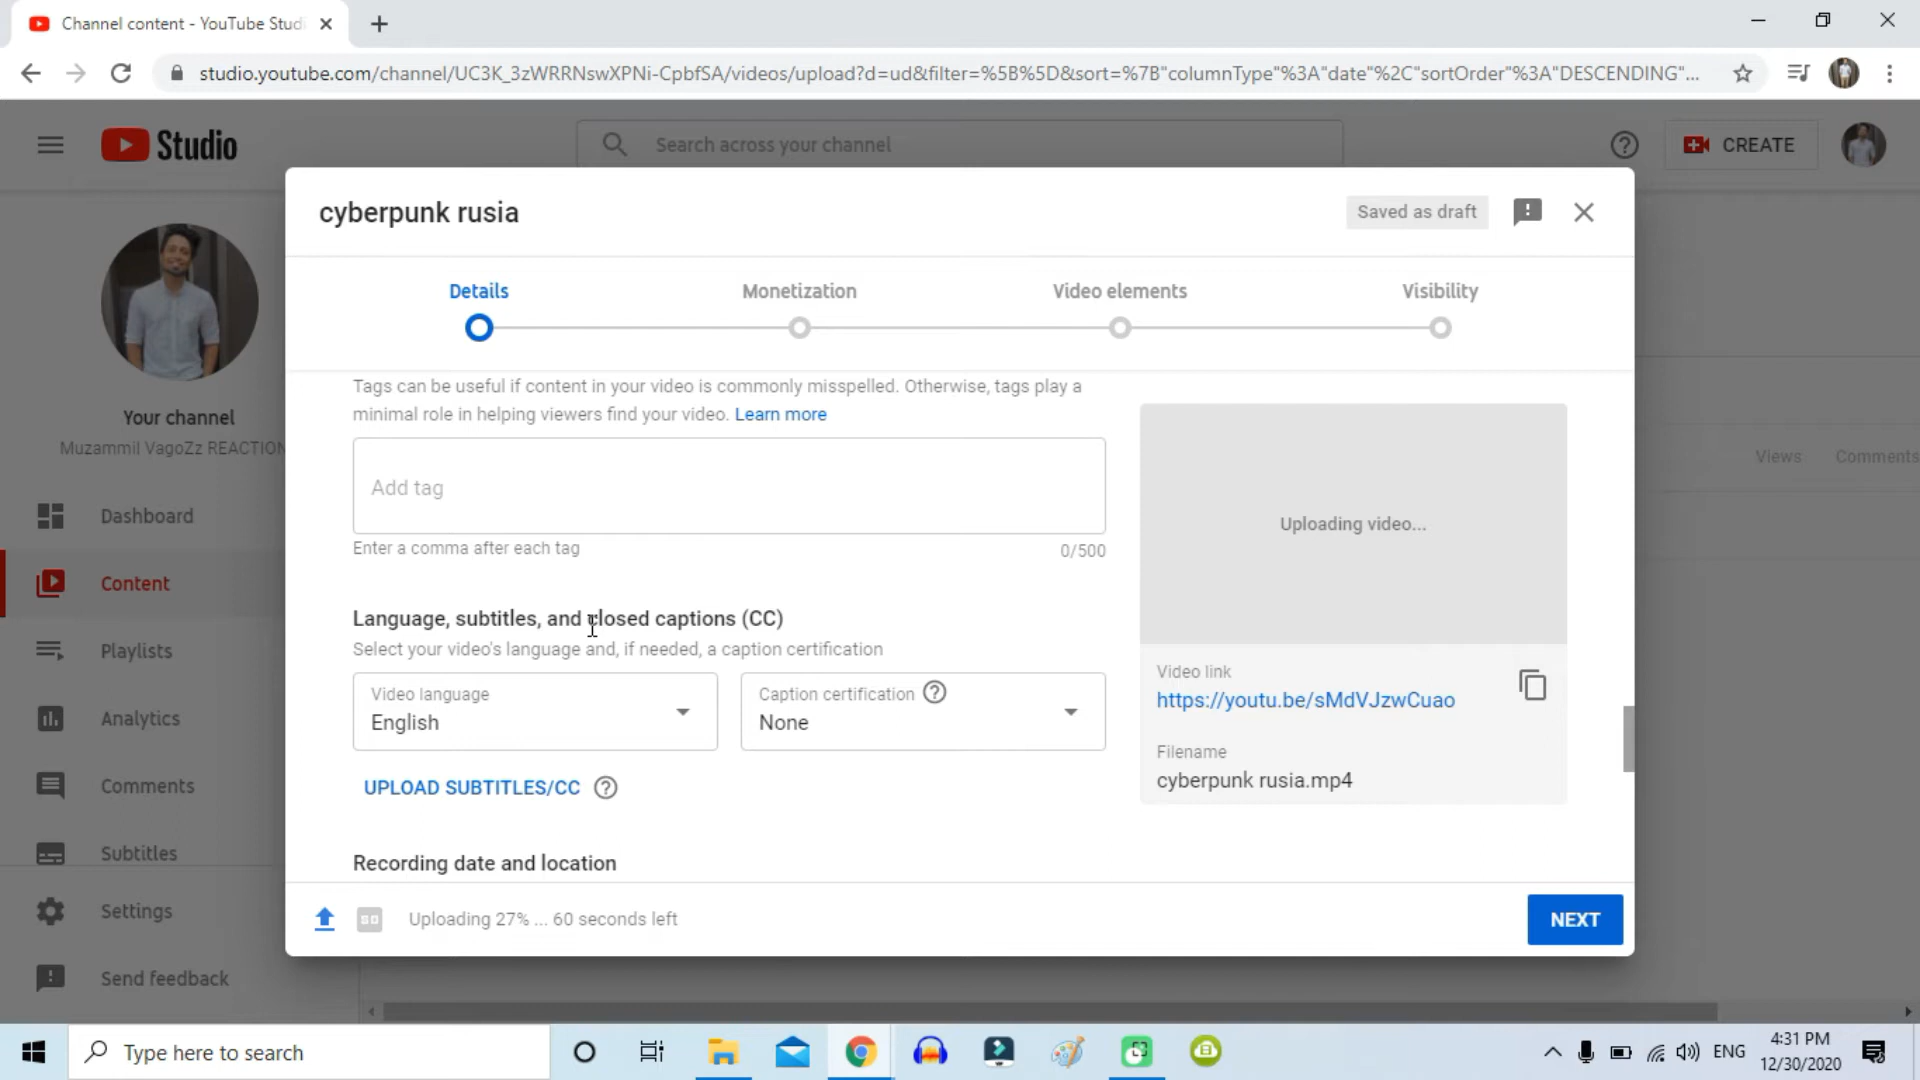 Channel content - YouTube Studi
studio.youtube.com/channel/UC3K_3zWRRNswXPNi-CpbfSA/videos/upload?d=ud&filter=%5B%5D&sort=%7B"columnType"%3A"date"%2C"sortOrder"%3A"DESCENDING"...
Studio
Search across your channel
CREATE
cyberpunk rusia
Saved as draft
Details
Monetization
Video elements
Visibility
Tags can be useful if content in your video is commonly misspelled. Otherwise, tags play a
minimal role in helping viewers find your video. Learn more
Add tag
Enter a comma after each tag
0/500
Language, subtitles, and closed captions (CC)
Select your video's language and, if needed, a caption certification
Video language
English
Caption certification
None
UPLOAD SUBTITLES/CC
Recording date and location
Uploading video...
Video link
https://youtu.be/sMdVJzwCuao
Filename
cyberpunk rusia.mp4
Uploading 27% ... 60 seconds left
NEXT
Your channel
Muzammil VagoZz REACTION
Dashboard
Content
Playlists
Analytics
Comments
Subtitles
Settings
Send feedback
Views
Comments
Type here to search
ENG
4:31 PM
12/30/2020